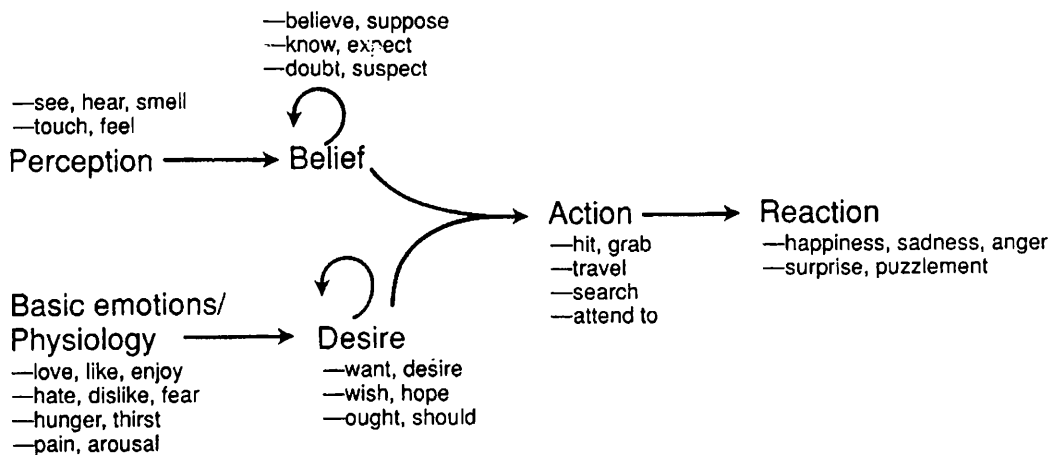 —believe, suppose
—know, expect
—doubt, suspect
—see, hear, smell
—touch, feel
Perception
Belief
Action
—hit, grab
—travel
—search
—attend to
Reaction
—happiness, sadness, anger
—surprise, puzzlement
Basic emotions/
Physiology
—love, like, enjoy
—hate, dislike, fear
—hunger, thirst
—pain, arousal
Desire
—want, desire
—wish, hope
—ought, should